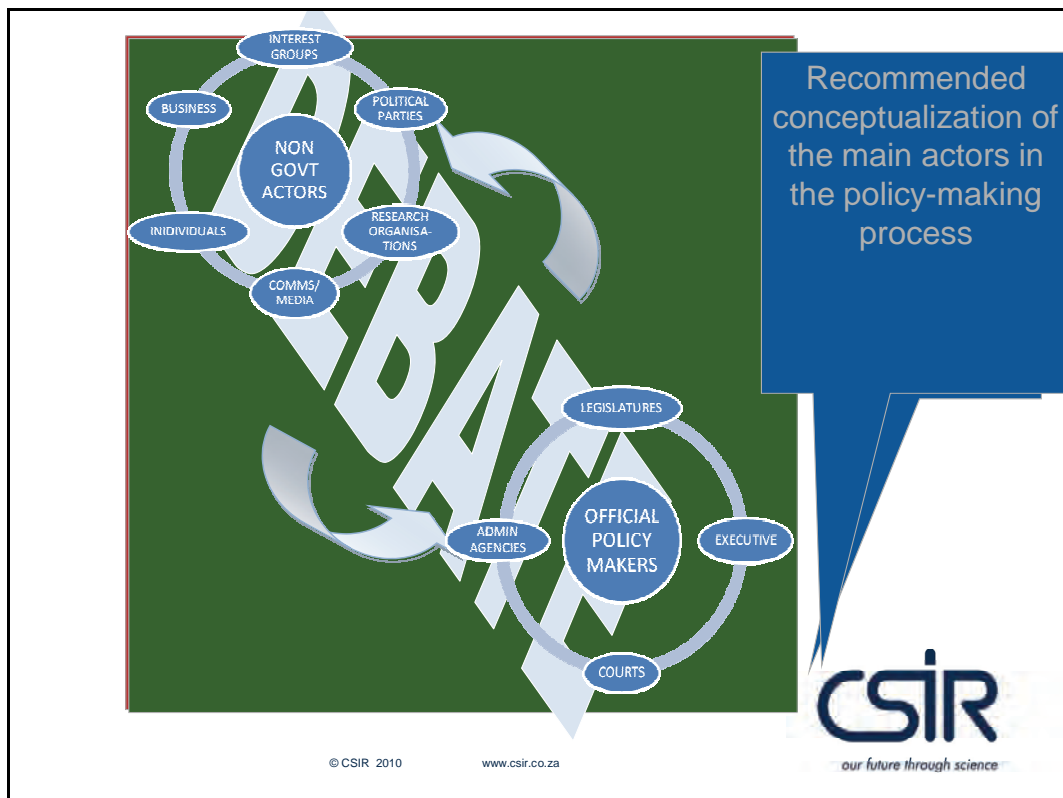 INTEREST
GROUPS
BUSINESS
POLITICAL
PARTIES
NON
GOVT
ACTORS
INIDIVIDUALS
RESEARCH
ORGANISA-
TIONS
COMMS/
MEDIA
DEBATE
LEGISLATURES
ADMIN
AGENCIES
OFFICIAL
POLICY
MAKERS
EXECUTIVE
COURTS
Recommended
conceptualization of
the main actors in
the policy-making
process
CSIR
our future through science
© CSIR 2010 www.csir.co.za